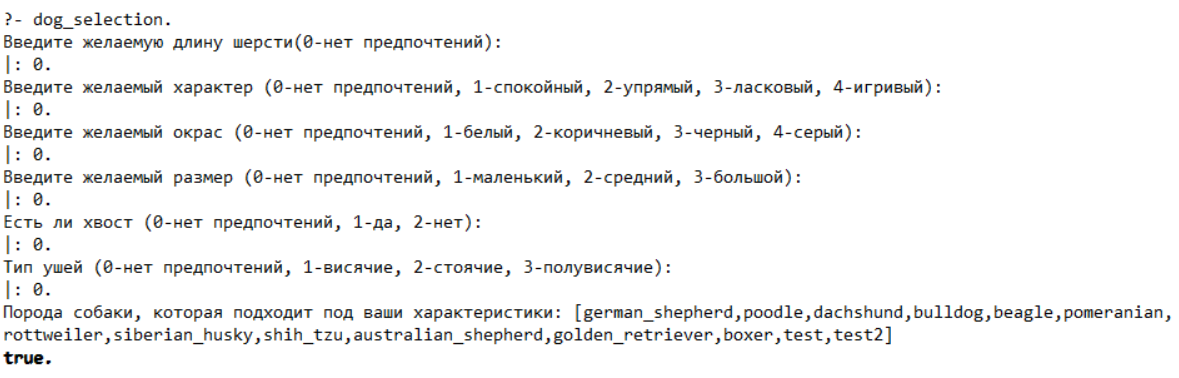 ?- dog_selection.
Введите желаемую длину шерсти(0-нет предпочтений):
|: 0.
Введите желаемый характер (0-нет предпочтений, 1-спокойный, 2-упрямый, 3-ласковый, 4-игривый):
|: 0.
Введите желаемый окрас (0-нет предпочтений, 1-белый, 2-коричневый, 3-черный, 4-серый):
|: 0.
Введите желаемый размер (0-нет предпочтений, 1-маленький, 2-средний, 3-большой):
|: 0.
Есть ли хвост (0-нет предпочтений, 1-да, 2-нет):
|: 0.
Тип ушей (0-нет предпочтений, 1-висячие, 2-стоячие, 3-полувисячие):
|: 0.
Порода собаки, которая подходит под ваши характеристики: [german_shepherd,poodle,dachshund,bulldog,beagle,pomeranian,
rottweiler,siberian_husky,shih_tzu,australian_shepherd,golden_retriever,boxer,test,test2]
true.